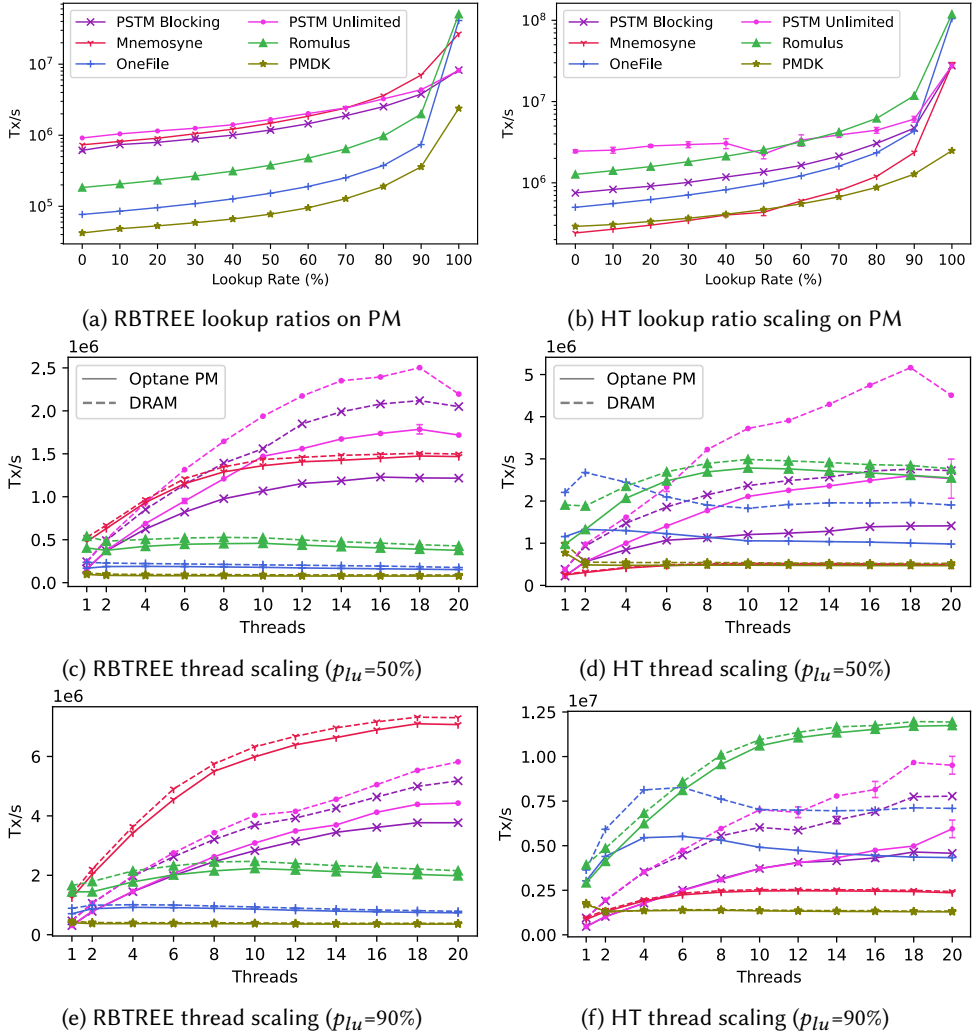 PSTM Blocking
Mnemosyne
OneFile
PSTM Unlimited
Romulus
PMDK
Tx/s
10^7
10^6
10^5
0 10 20 30 40 50 60 70 80 90 100
Lookup Rate (%)
(a) RBTREE lookup ratios on PM
PSTM Blocking
Mnemosyne
OneFile
PSTM Unlimited
Romulus
PMDK
Tx/s
10^8
10^7
10^6
0 10 20 30 40 50 60 70 80 90 100
Lookup Rate (%)
(b) HT lookup ratio scaling on PM
1e6
Optane PM
DRAM
Tx/s
2.5
2.0
1.5
1.0
0.5
0.0
1 2 4 6 8 10 12 14 16 18 20
Threads
(c) RBTREE thread scaling (p_lu=50%)
1e6
Optane PM
DRAM
Tx/s
5
4
3
2
1
0
1 2 4 6 8 10 12 14 16 18 20
Threads
(d) HT thread scaling (p_lu=50%)
1e6
Tx/s
6
4
2
0
1 2 4 6 8 10 12 14 16 18 20
Threads
(e) RBTREE thread scaling (p_lu=90%)
1e7
Tx/s
1.25
1.00
0.75
0.50
0.25
0.00
1 2 4 6 8 10 12 14 16 18 20
Threads
(f) HT thread scaling (p_lu=90%)